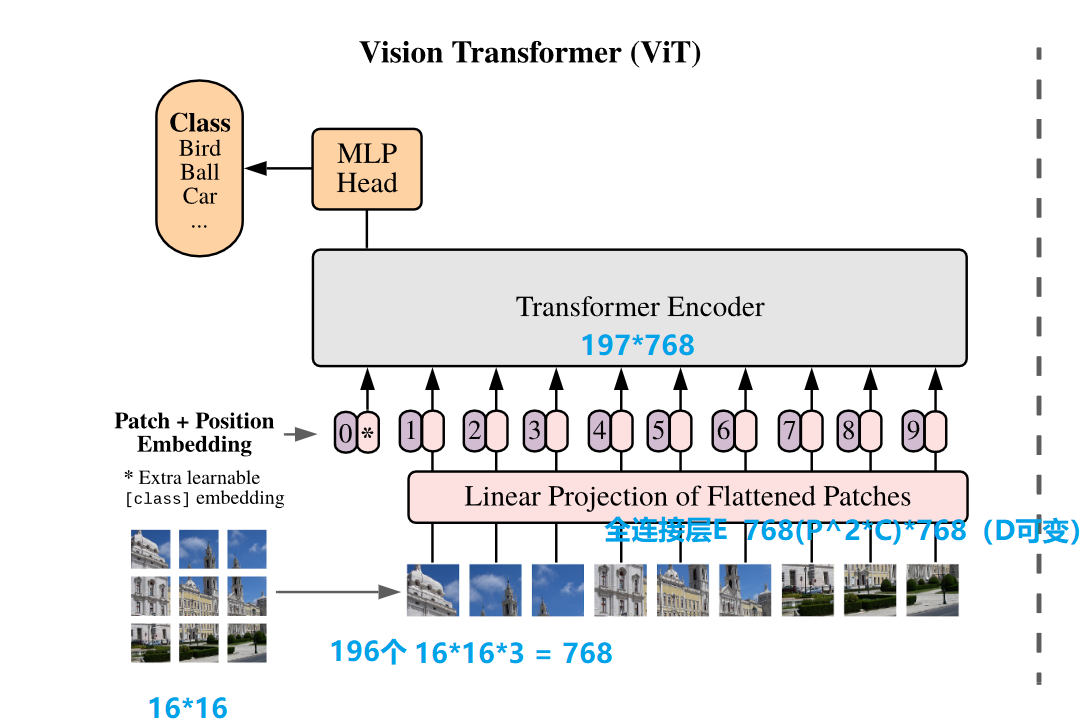 Vision Transformer (ViT)
Class
Bird
Ball
Car
...
MLP
Head
Transformer Encoder
197*768
Patch + Position
Embedding
* Extra learnable
[class] embedding
0 * 1 2 3 4 5 6 7 8 9
Linear Projection of Flattened Patches
全连接层E 768(P^2*C)*768（D可变）
196个 16*16*3 = 768
16*16